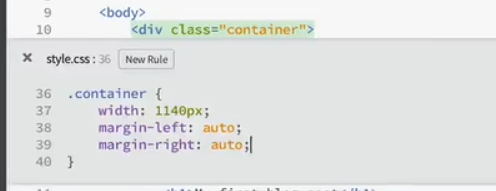 9 <body>
10 <div class="container">
× style.css : 36 New Rule
36 .container {
37 width: 1140px;
38 margin-left: auto;
39 margin-right: auto;
40 }